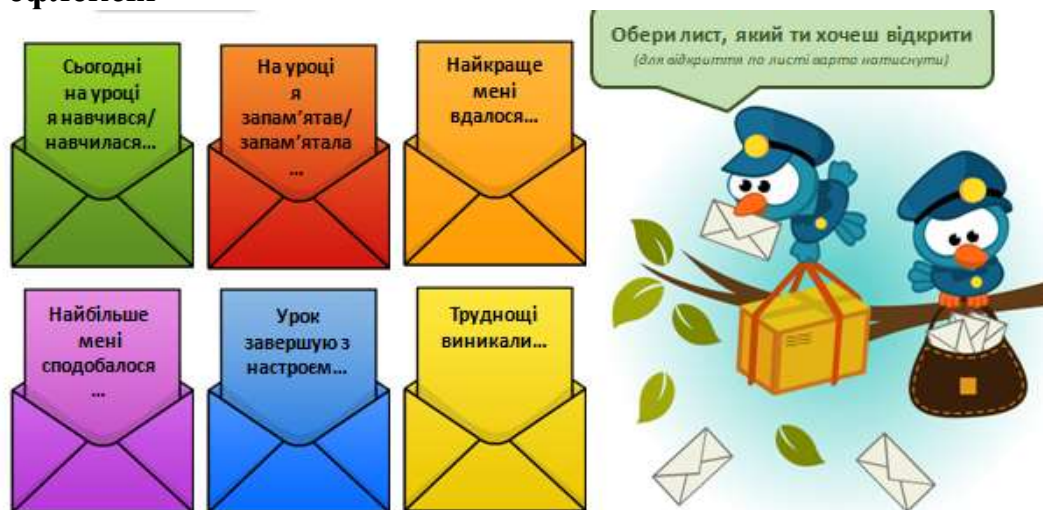 Сьогодні
на уроці
я навчився/
навчилася...
На уроці
я
запам'ятав/
запам'ятала
...
Найкраще
мені
вдалося...
Обери лист, який ти хочеш відкрити
(для відкриття по листі варто натиснути)
Найбільше
мені
сподобалося
...
Урок
завершую з
настроєм...
Труднощі
виникали...